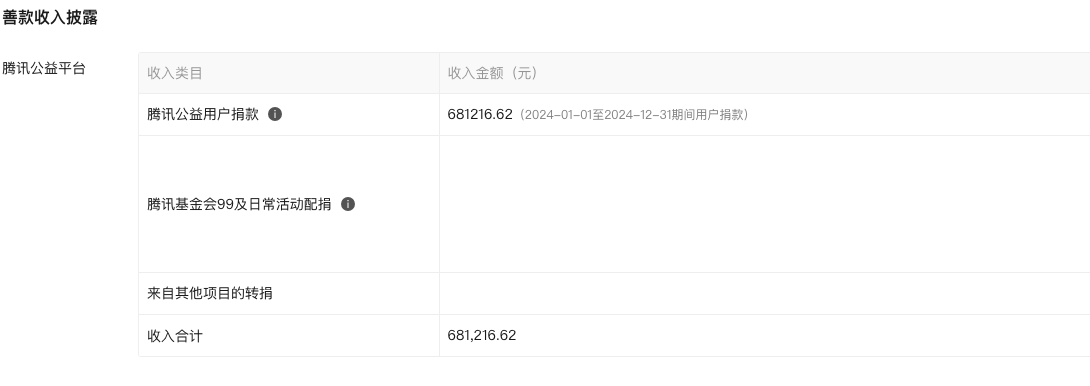 善款收入披露
腾讯公益平台
收入类目 收入金额（元）
腾讯公益用户捐款 681216.62（2024-01-01至2024-12-31期间用户捐款）
腾讯基金会99及日常活动配捐
来自其他项目的转捐
收入合计 681,216.62